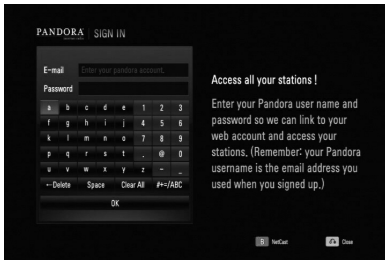 PANDORA SIGN IN
E-mail Enter your pandora account.
Password
a b c d e 1 2 3
f g h i j 4 5 6
k l m n o 7 8 9
p q r s t . @ 0
u v w x y z - _
←Delete Space Clear All #+=/ABC
OK
Access all your stations !
Enter your Pandora user name and
password so we can link to your
web account and access your
stations. (Remember: your Pandora
username is the email address you
used when you signed up.)
B NetCast Close